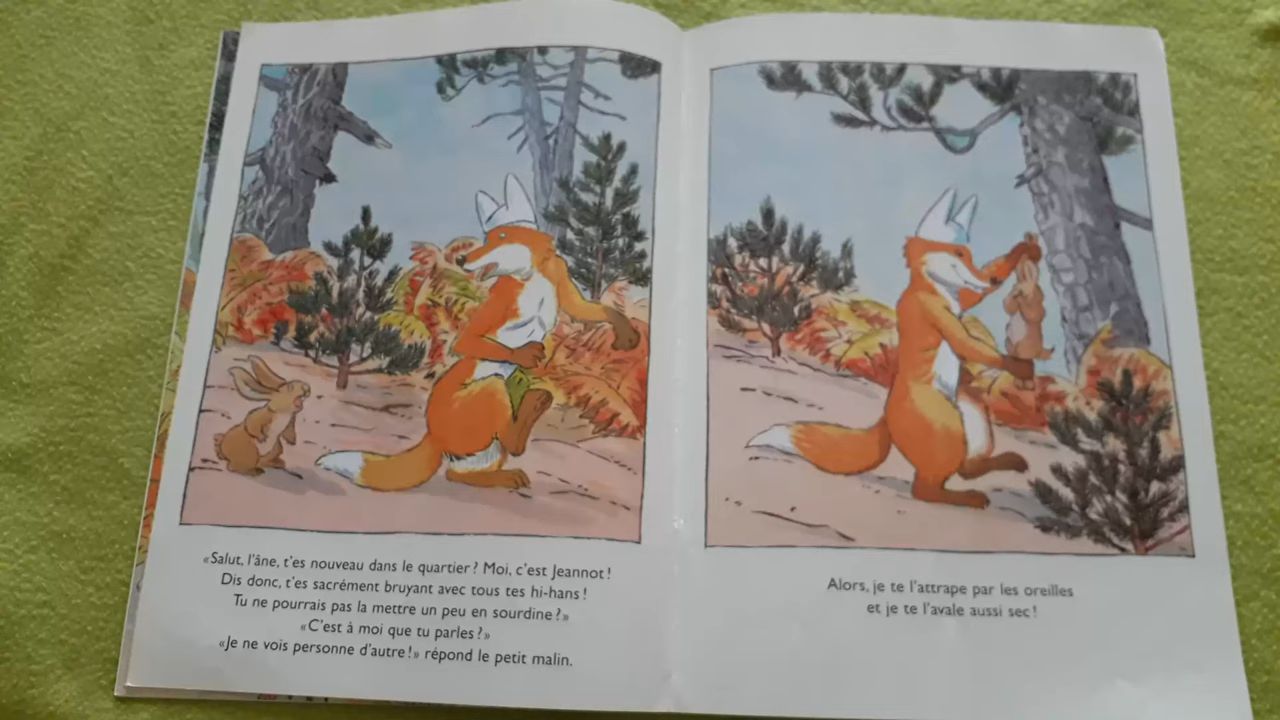 «Salut, l'âne, t'es nouveau dans le quartier? Moi, c'est Jeannot!
Dis donc, t'es sacrément bruyant avec tous tes hi-hans!
Tu ne pourrais pas la mettre un peu en sourdine?»
«C'est à moi que tu parles?»
«Je ne vois personne d'autre!» répond le petit malin.
Alors, je te l'attrape par les oreilles
et je te l'avale aussi sec!